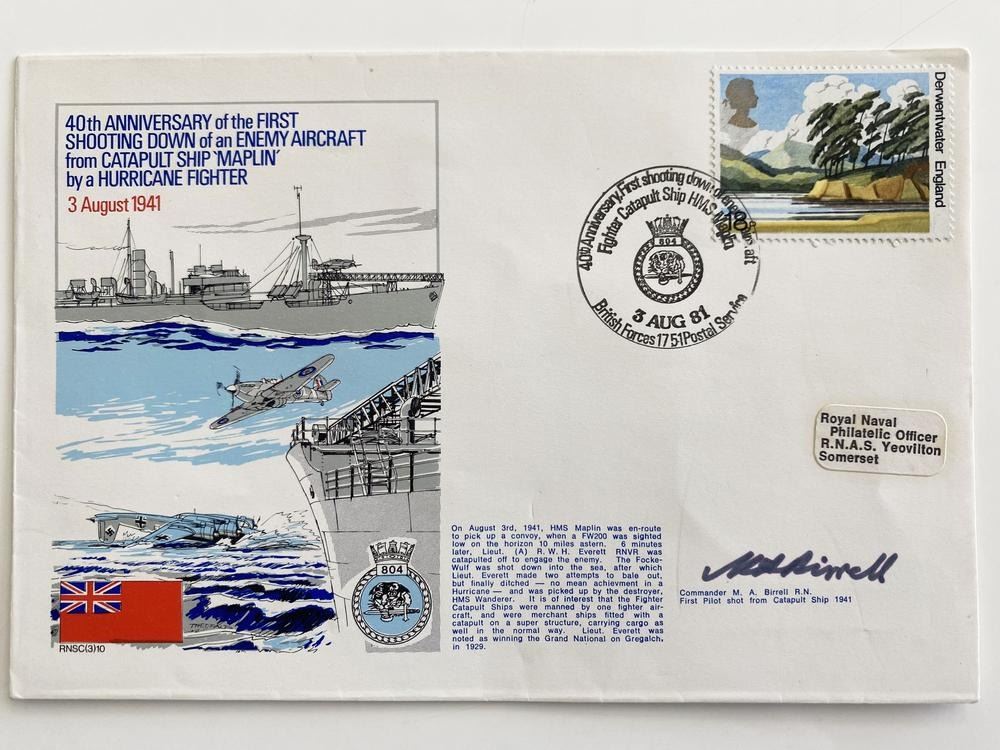 40th ANNIVERSARY of the FIRST
SHOOTING DOWN of an ENEMY AIRCRAFT
from CATAPULT SHIP 'MAPLIN'
by a HURRICANE FIGHTER
3 August 1941
Derwentwater England
18
40th Anniversary, First shooting down of enemy aircraft
Fighter Catapult Ship HMS Maplin
804
3 AUG 81
British Forces 1751 Postal Service
Royal Naval
Philatelic Officer
R.N.A.S. Yeovilton
Somerset
On August 3rd, 1941, HMS Maplin was en-route
to pick up a convoy, when a FW200 was sighted
low on the horizon 10 miles astern. 6 minutes
later, Lieut. (A) R.W.H. Everett RNVR was
catapulted off to engage the enemy. The Focke-
Wulf was shot down into the sea, after which
Lieut. Everett made two attempts to bale out,
but finally ditched — no mean achievment in a
Hurricane — and was picked up by the destroyer,
HMS Wanderer. It is of interest that the Fighter
Catapult Ships were manned by one fighter air-
craft, and were merchant ships fitted with a
catapult on a super structure, carrying cargo as
well in the normal way. Lieut. Everett was
noted as winning the Grand National on Gregalch,
in 1929.
MABirrell
Commander M. A. Birrell R.N.
First Pilot shot from Catapult Ship 1941
804
RNSC(3)10